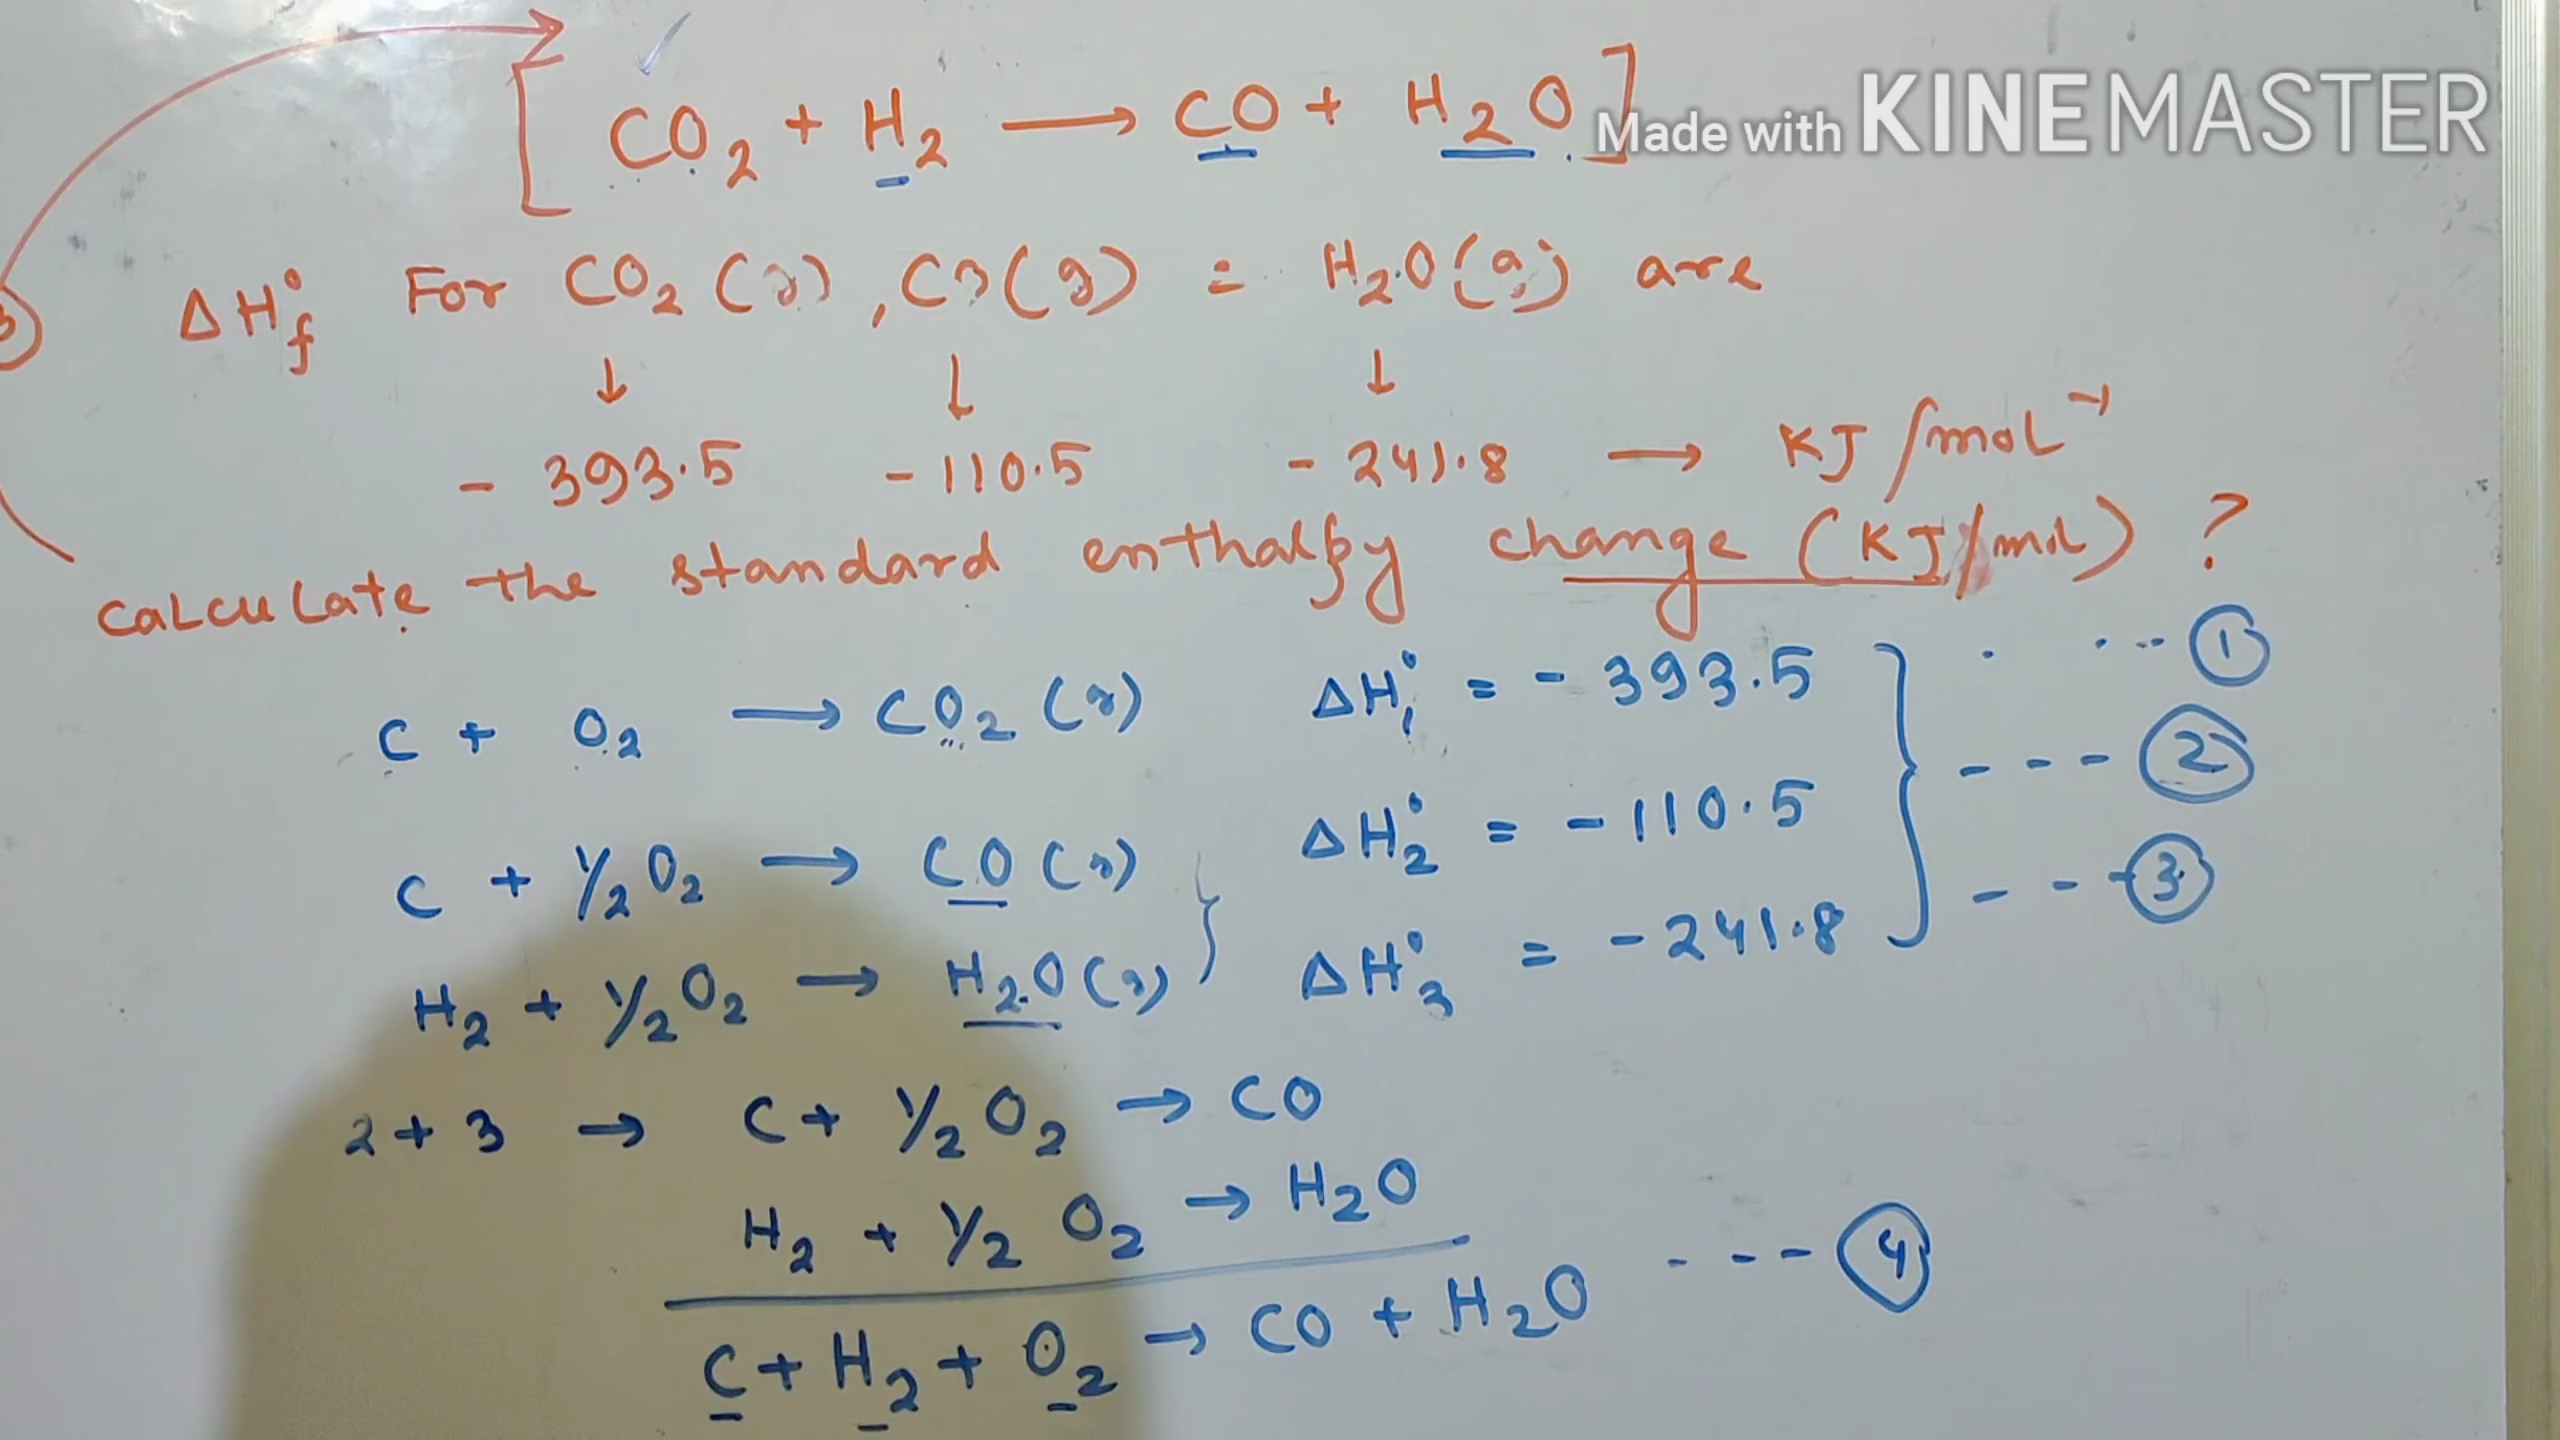 [CO₂ + H₂ ⟶ CO + H₂O]
Made with KINEMASTER
ΔH°f For CO₂(g), CO(g) = H₂O(g) are
↓ ↓ ↓
- 393.5 - 110.5 - 241.8 → KJ/mol⁻¹
calculate the standard enthalpy change (KJ/mol) ?
C + O₂ ⟶ CO₂(g) ΔH°₁ = - 393.5 ... ①
C + 1/2 O₂ → CO(g) ΔH°₂ = - 110.5 --- ②
H₂ + 1/2 O₂ → H₂O(g) ΔH°₃ = - 241.8 --- ③
2 + 3 → C + 1/2 O₂ → CO
H₂ + 1/2 O₂ → H₂O
C + H₂ + O₂ → CO + H₂O --- ④